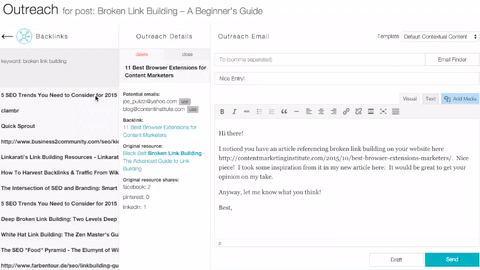 Outreach for post: Broken Link Building – A Beginner's Guide
Backlinks
keyword: broken link building
5 SEO Trends You Need to Consider for 2015
clambr
Quick Sprout
http://www.business2community.com/seo/
Linkarati's Link Building Resources - Linkarat
How To Harvest Backlinks & Traffic From Wik
The Intersection of SEO and Branding: Smart
5 SEO Trends You Need to Consider for 2015
Deep Broken Link Building: Two Levels Deep
White Hat Link Building: The Zen Master's Gu
The SEO "Food" Pyramid - The Elumynt of Wi
http://www.farbentour.de/seo/linkbuilding-gu
Outreach Details
delete
close
11 Best Browser Extensions for
Content Marketers
Potential emails:
joe_pulizzi@yahoo.com use
blog@contentinstitute.com use
Backlink:
11 Best Browser Extensions for
Content Marketers
Original resource:
Black Belt Broken Link Building -
The Advanced Guide to Link
Building
Original resource shares:
facebook: 2
pinterest: 0
linkedin: 1
Outreach Email
Template: Default Contextual Content
To (comma separated)
Email Finder
Nice Entry!
Visual
Text
Add Media
Hi there!
I noticed you have an article referencing broken link building on your website here
http://contentmarketinginstitute.com/2015/10/best-browser-extensions-marketers/. Nice
piece! I took some inspiration from it in my new article here: It would be great to get your
opinion on my take.
Anyway, let me know what you think!
Best,
Draft
Send